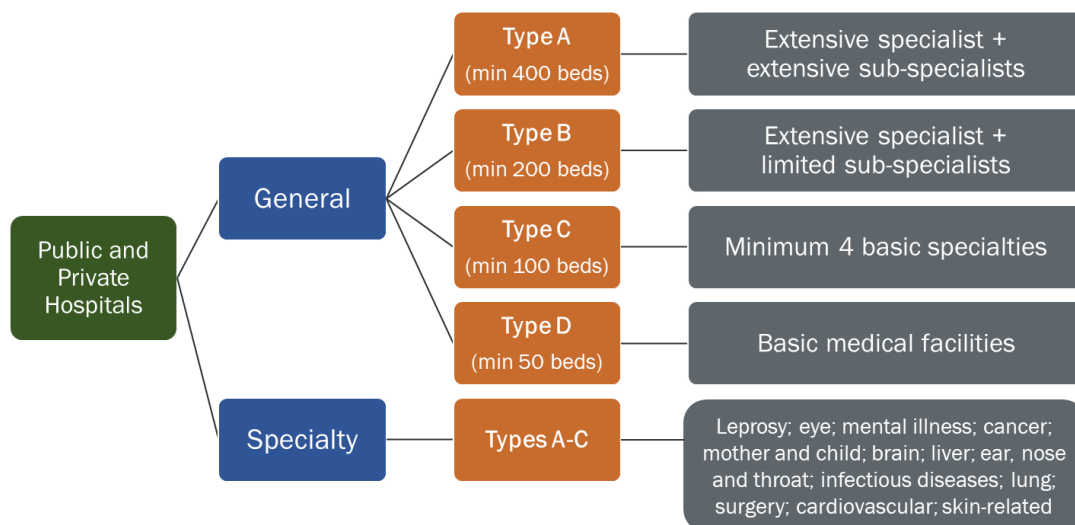 Public and
Private
Hospitals
General
Type A
(min 400 beds)
Extensive specialist +
extensive sub-specialists
Type B
(min 200 beds)
Extensive specialist +
limited sub-specialists
Type C
(min 100 beds)
Minimum 4 basic specialties
Type D
(min 50 beds)
Basic medical facilities
Specialty
Types A-C
Leprosy; eye; mental illness; cancer;
mother and child; brain; liver; ear, nose
and throat; infectious diseases; lung;
surgery; cardiovascular; skin-related